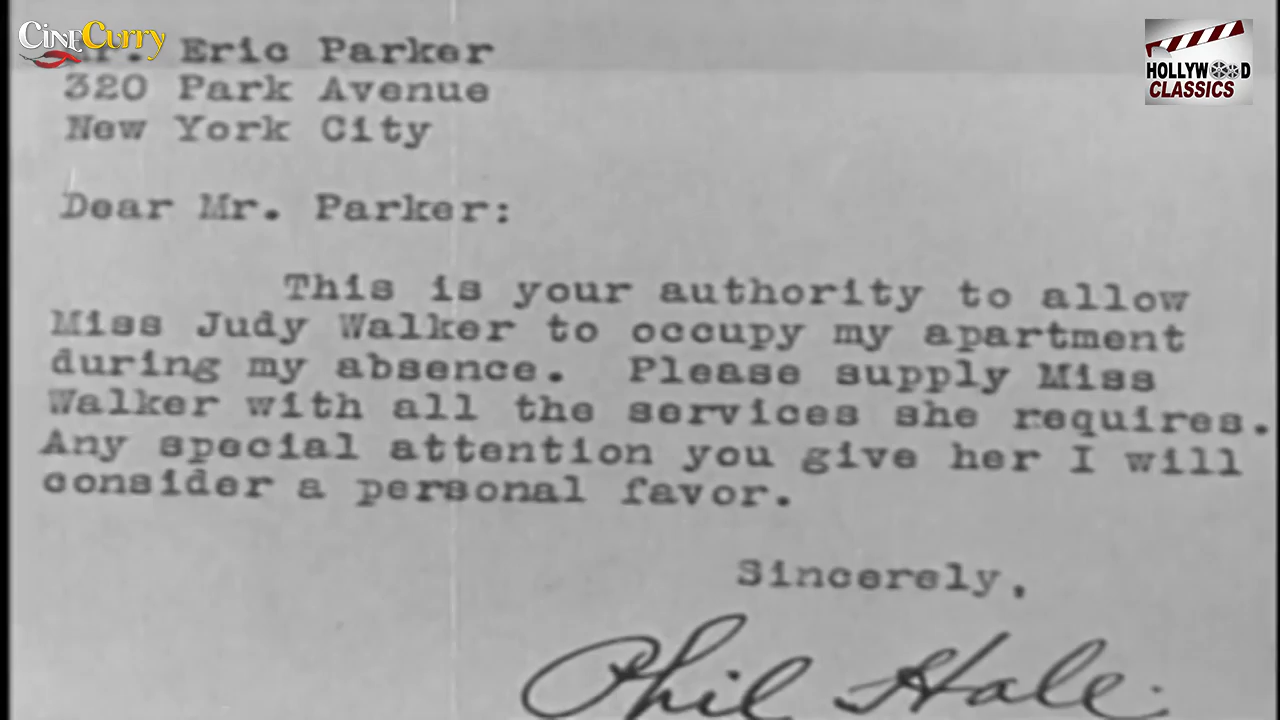 CINECURRY
HOLLYWOOD
CLASSICS
Mr. Eric Parker
320 Park Avenue
New York City
Dear Mr. Parker:
This is your authority to allow
Miss Judy Walker to occupy my apartment
during my absence. Please supply Miss
Walker with all the services she requires.
Any special attention you give her I will
consider a personal favor.
Sincerely,
Phil Hale.